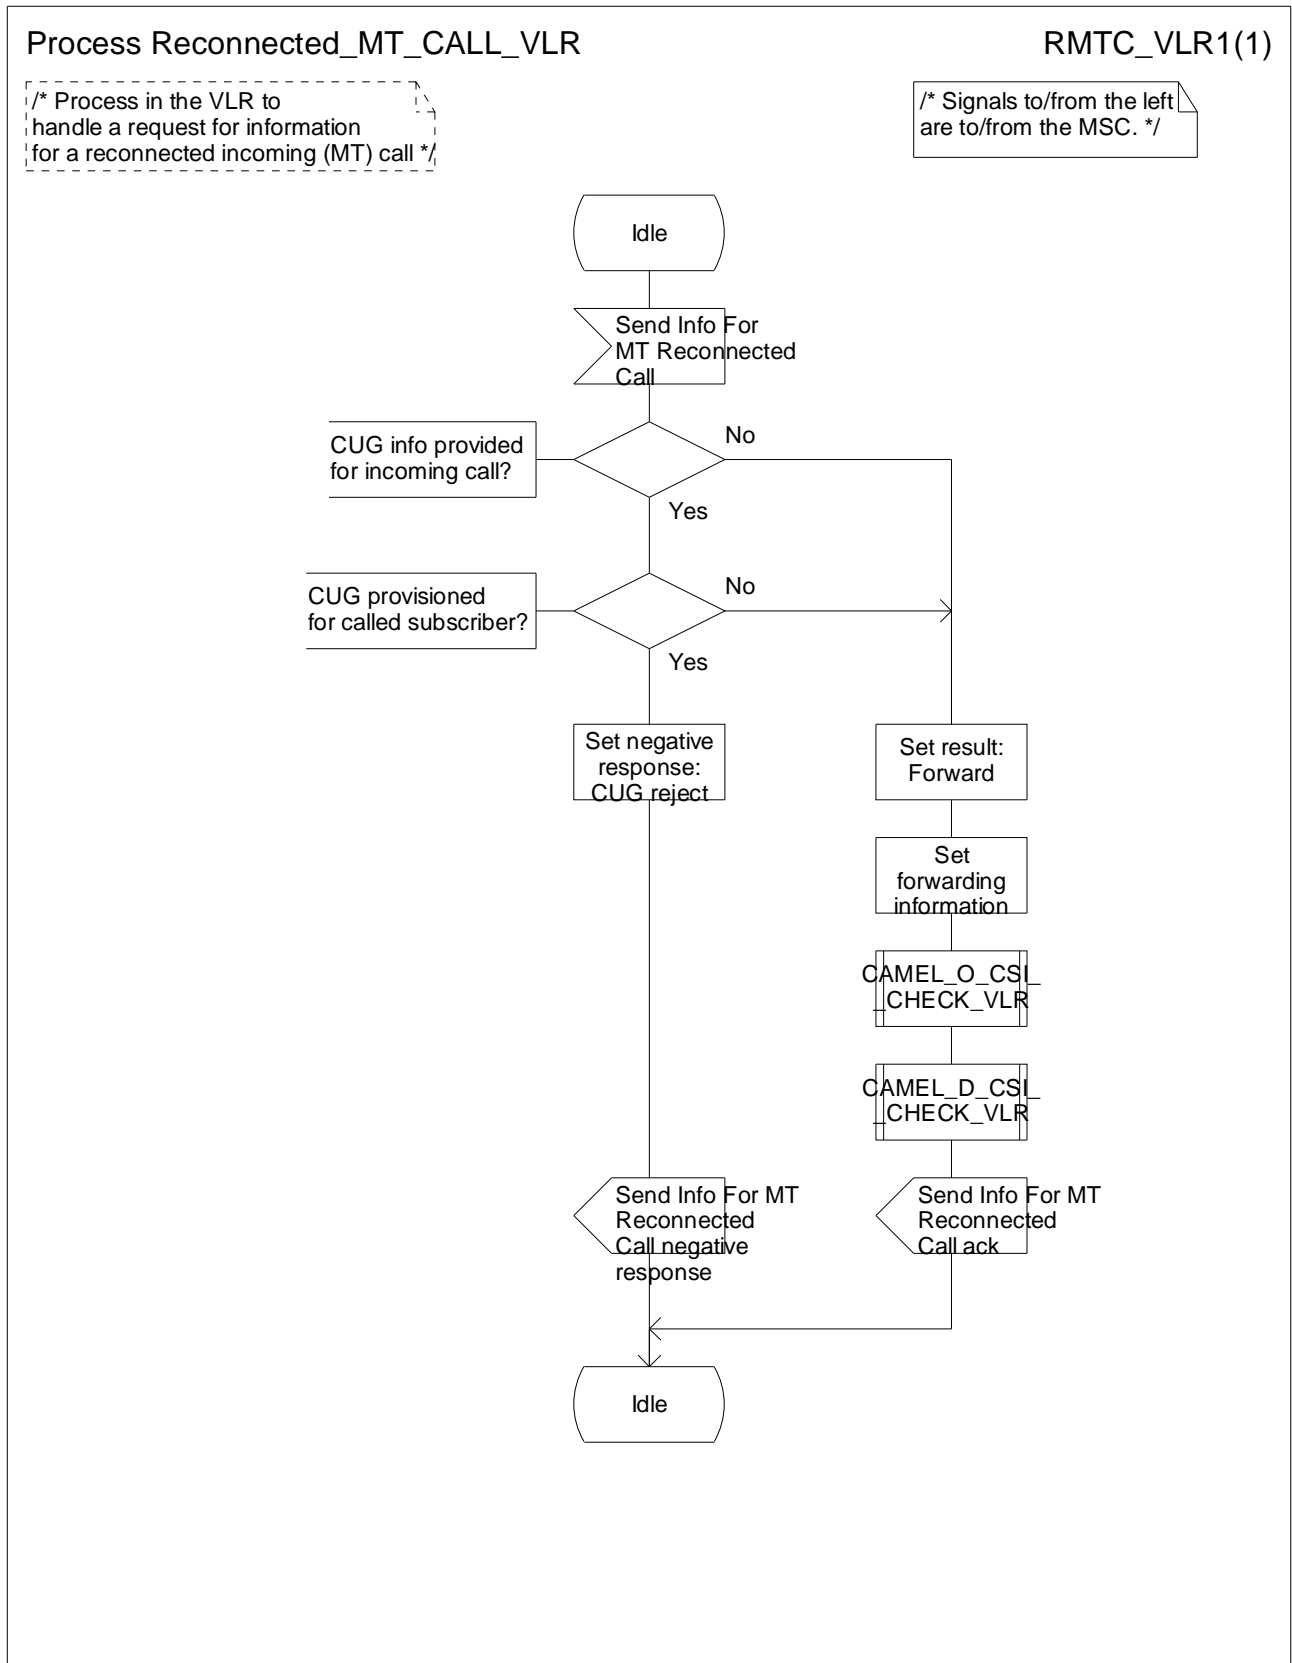 Process Reconnected_MT_CALL_VLR
RMTC_VLR1(1)
/* Process in the VLR to
handle a request for information
for a reconnected incoming (MT) call */
/* Signals to/from the left
are to/from the MSC. */
Idle
Send Info For
MT Reconnected
Call
CUG info provided
for incoming call?
No
Yes
CUG provisioned
for called subscriber?
No
Yes
Set negative
response:
CUG reject
Set result:
Forward
Set
forwarding
information
CAMEL_O_CSI_
_CHECK_VLR
CAMEL_D_CSI_
_CHECK_VLR
Send Info For MT
Reconnected
Call negative
response
Send Info For MT
Reconnected
Call ack
Idle